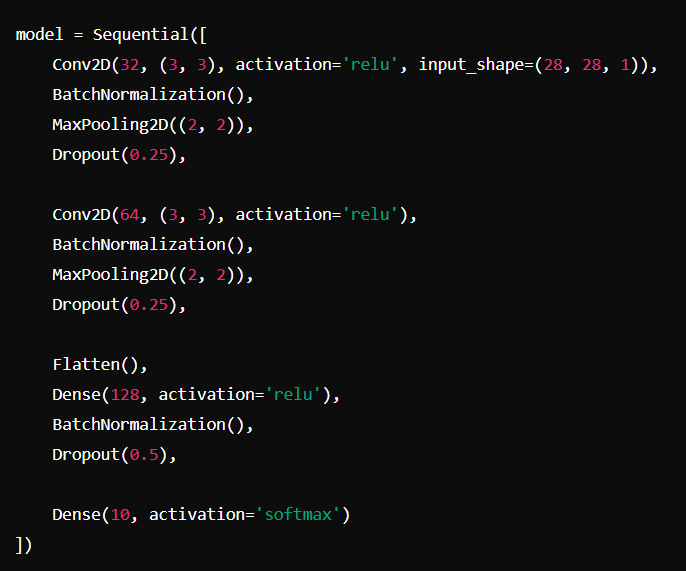 model = Sequential([
    Conv2D(32, (3, 3), activation='relu', input_shape=(28, 28, 1)),
    BatchNormalization(),
    MaxPooling2D((2, 2)),
    Dropout(0.25),

    Conv2D(64, (3, 3), activation='relu'),
    BatchNormalization(),
    MaxPooling2D((2, 2)),
    Dropout(0.25),

    Flatten(),
    Dense(128, activation='relu'),
    BatchNormalization(),
    Dropout(0.5),

    Dense(10, activation='softmax')
])